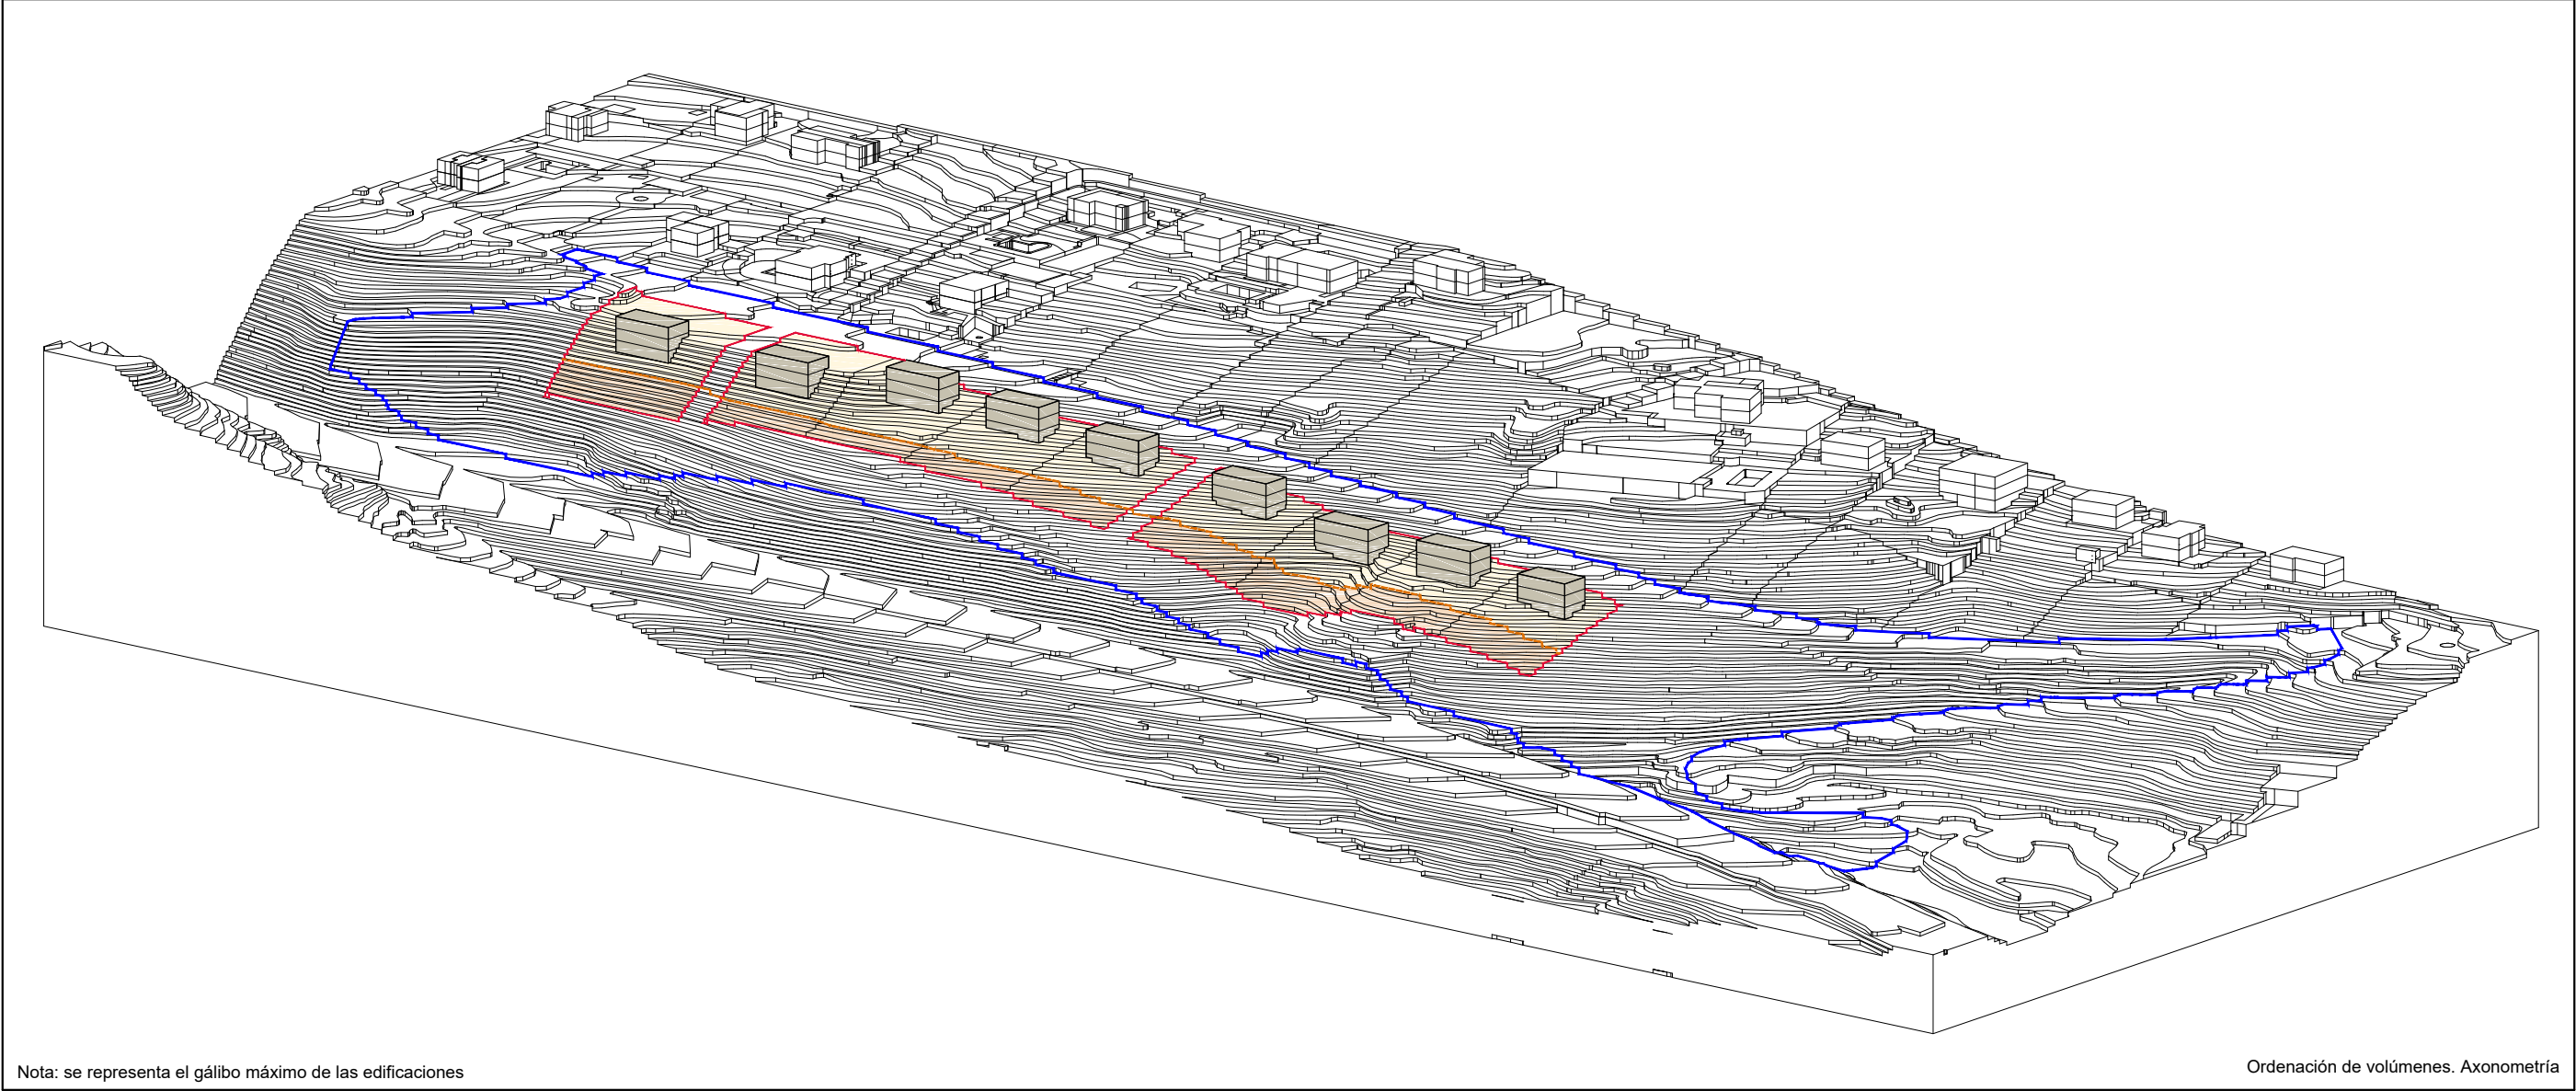 Nota: se representa el gálibo máximo de las edificaciones
Ordenación de volúmenes. Axonometría